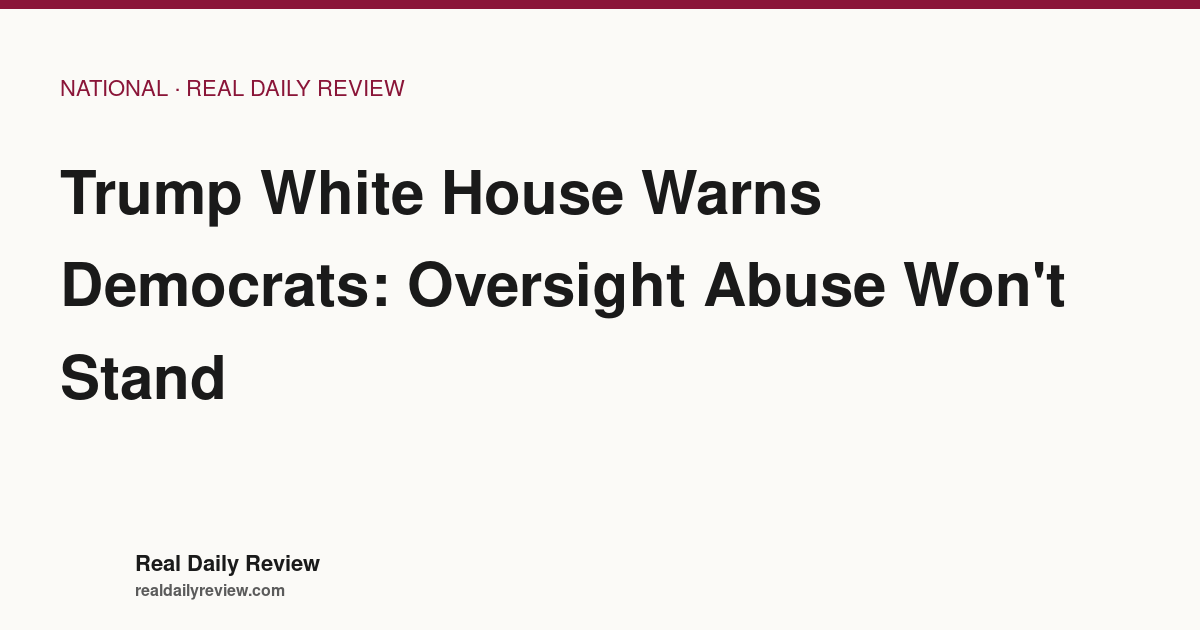 NATIONAL · REAL DAILY REVIEW
Trump White House Warns
Democrats: Oversight Abuse Won't
Stand
Real Daily Review
realdailyreview.com